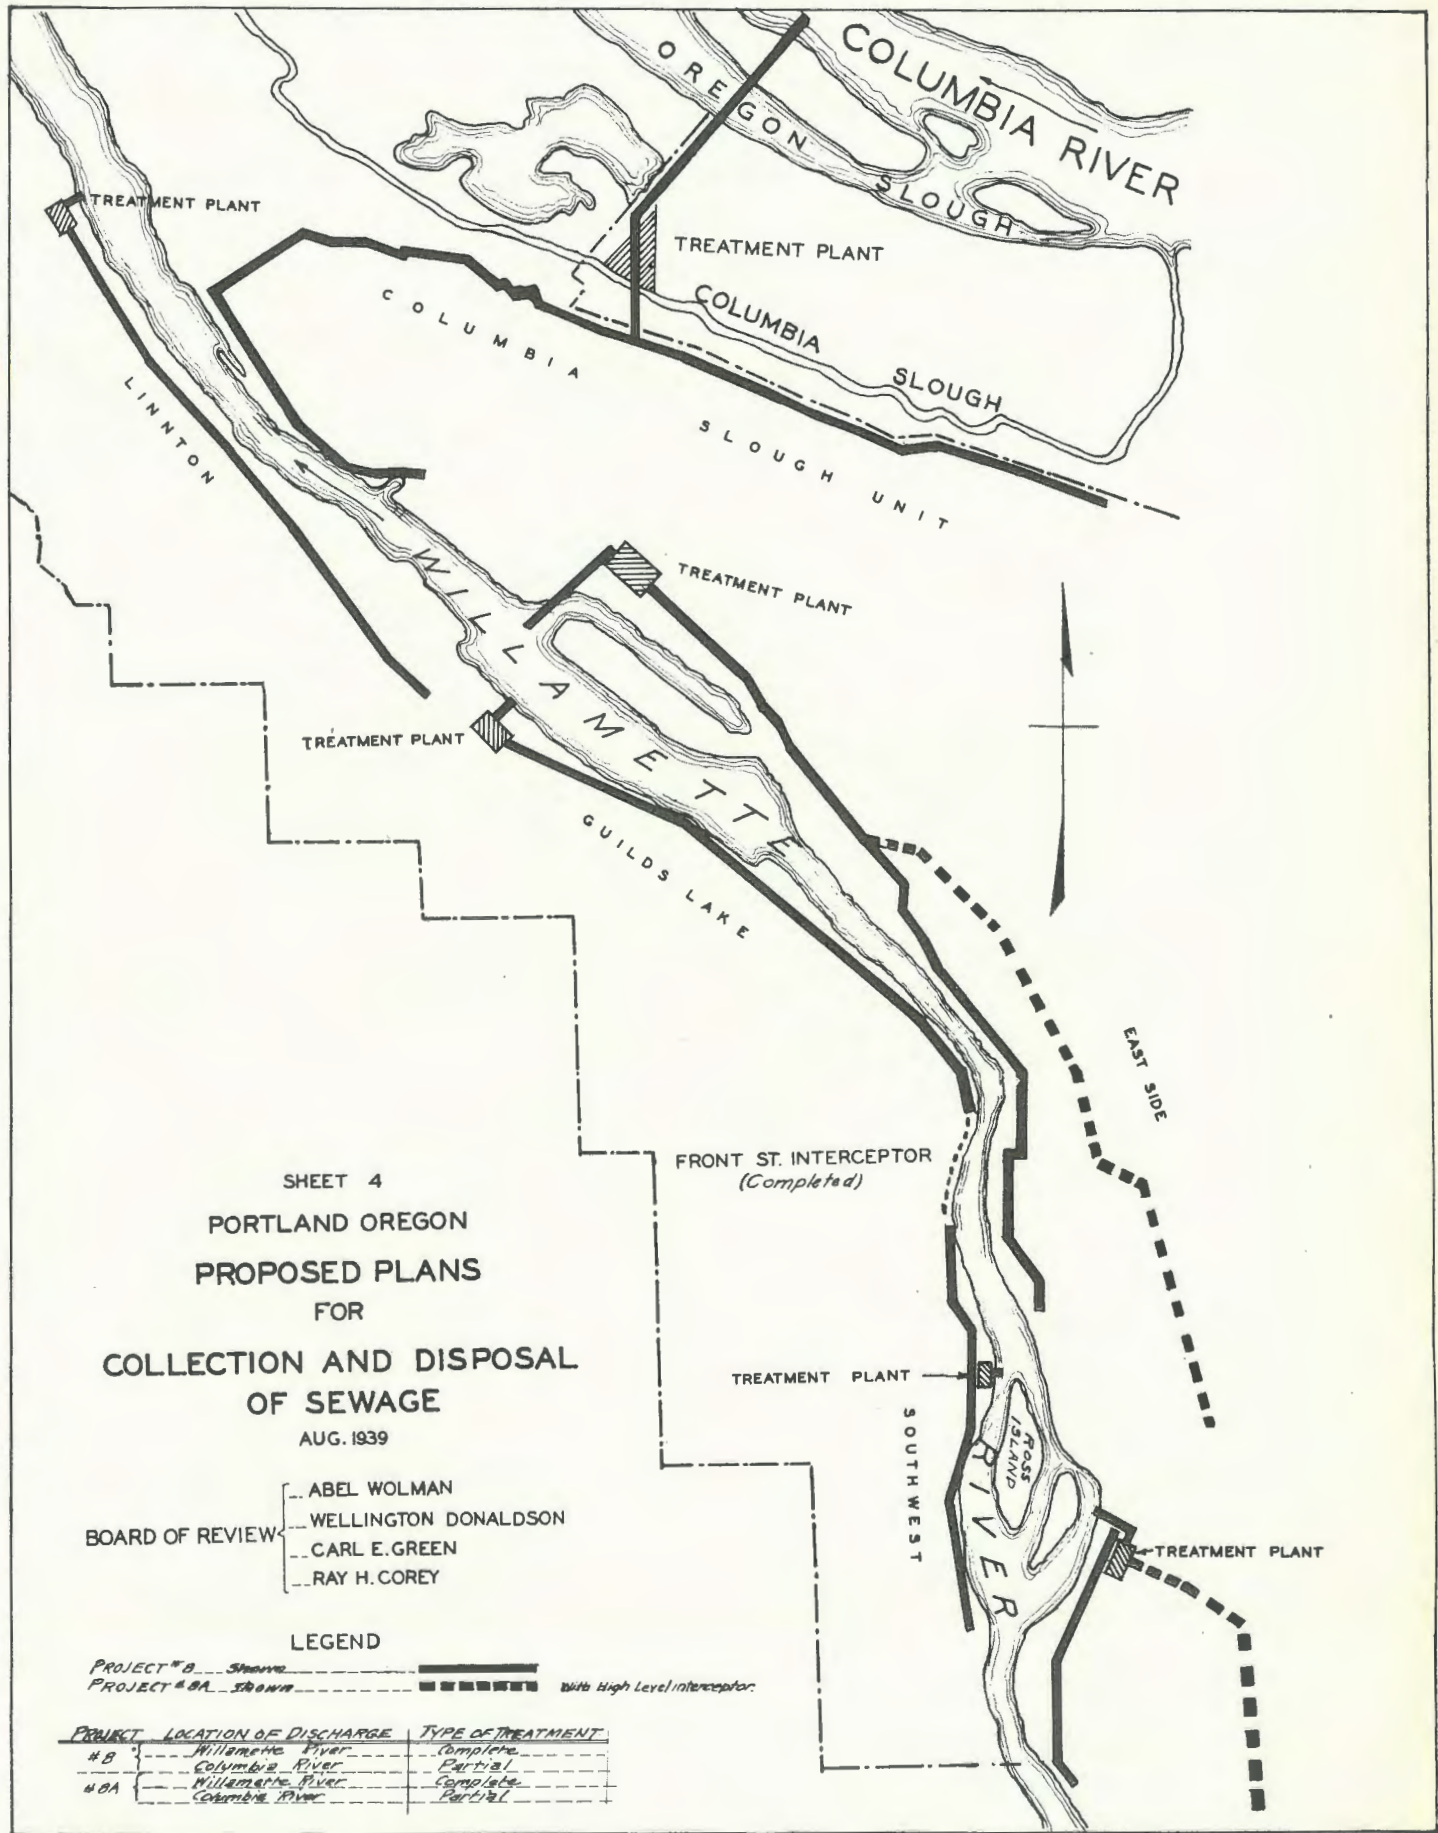 COLUMBIA RIVER
OREGON SLOUGH
TREATMENT PLANT
TREATMENT PLANT
COLUMBIA SLOUGH
COLUMBIA SLOUGH UNIT
LINNTON
WILLAMETTE RIVER
TREATMENT PLANT
TREATMENT PLANT
GUILDS LAKE
EAST SIDE
FRONT ST. INTERCEPTOR
(Completed)
TREATMENT PLANT
SOUTHWEST
ROSS
ISLAND
TREATMENT PLANT
SHEET 4
PORTLAND OREGON
PROPOSED PLANS
FOR
COLLECTION AND DISPOSAL
OF SEWAGE
AUG. 1939
BOARD OF REVIEW
ABEL WOLMAN
WELLINGTON DONALDSON
CARL E. GREEN
RAY H. COREY
LEGEND
PROJECT #8 shown
PROJECT #8A shown With High Level interceptor.
PROJECT LOCATION OF DISCHARGE TYPE OF TREATMENT
#8 Willamette River Complete
Columbia River Partial
#8A Willamette River Complete
Columbia River Partial